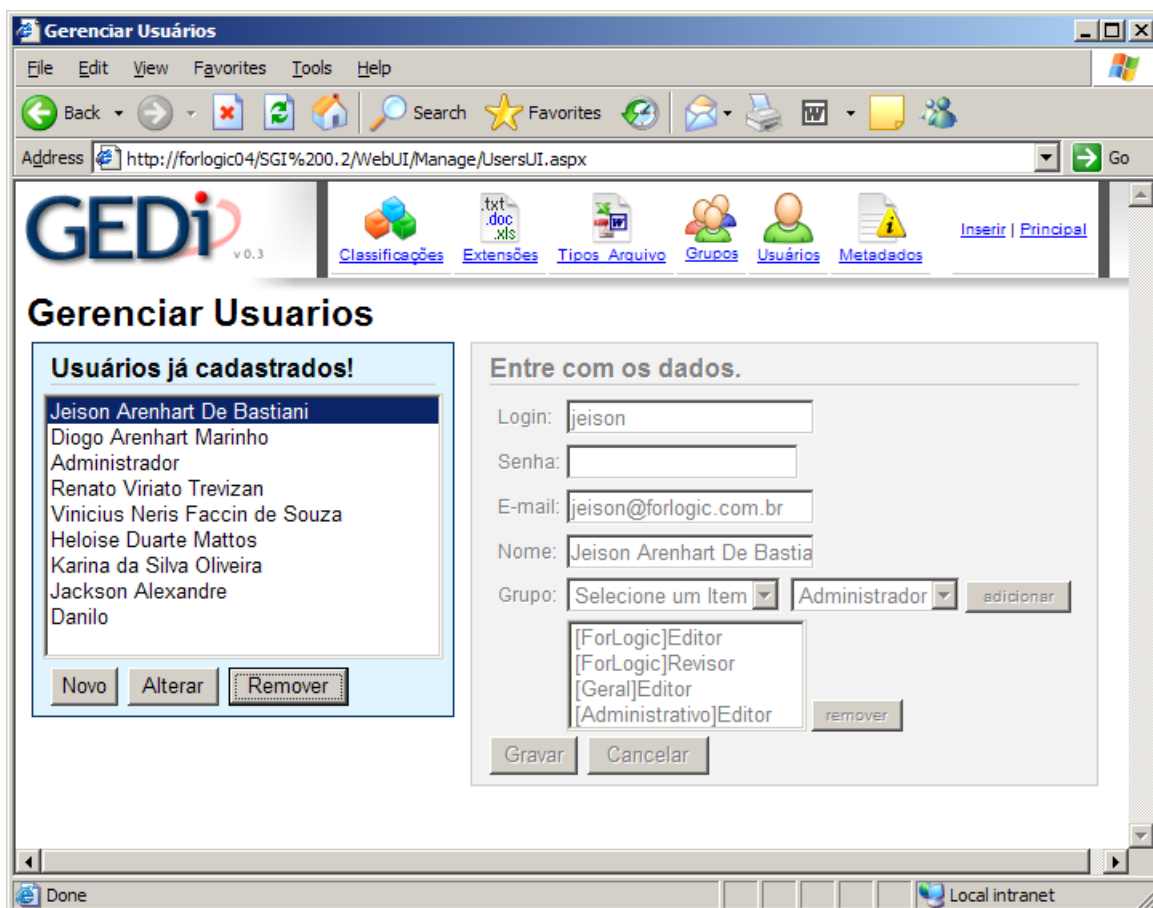 Gerenciar Usuários
File Edit View Favorites Tools Help
Back Search Favorites
Address http://forlogic04/SGI%200.2/WebUI/Manage/UsersUI.aspx Go
GEDi v 0.3
.txt
.doc
.xls
Classificações Extensões Tipos Arquivo Grupos Usuários Metadados Inserir | Principal
Gerenciar Usuarios
Usuários já cadastrados!
Jeison Arenhart De Bastiani
Diogo Arenhart Marinho
Administrador
Renato Viriato Trevizan
Vinicius Neris Faccin de Souza
Heloise Duarte Mattos
Karina da Silva Oliveira
Jackson Alexandre
Danilo
Novo Alterar Remover
Entre com os dados.
Login: jeison
Senha:
E-mail: jeison@forlogic.com.br
Nome: Jeison Arenhart De Bastia
Grupo: Selecione um Item Administrador adicionar
[ForLogic]Editor
[ForLogic]Revisor
[Geral]Editor
[Administrativo]Editor
remover
Gravar Cancelar
Done Local intranet